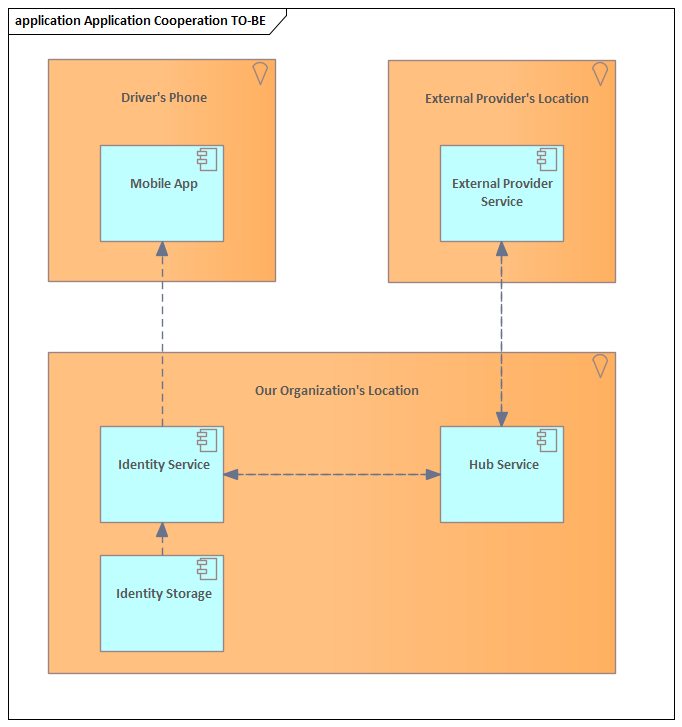 application Application Cooperation TO-BE
Driver's Phone
External Provider's Location
Mobile App
External Provider
Service
Our Organization's Location
Identity Service
Hub Service
Identity Storage